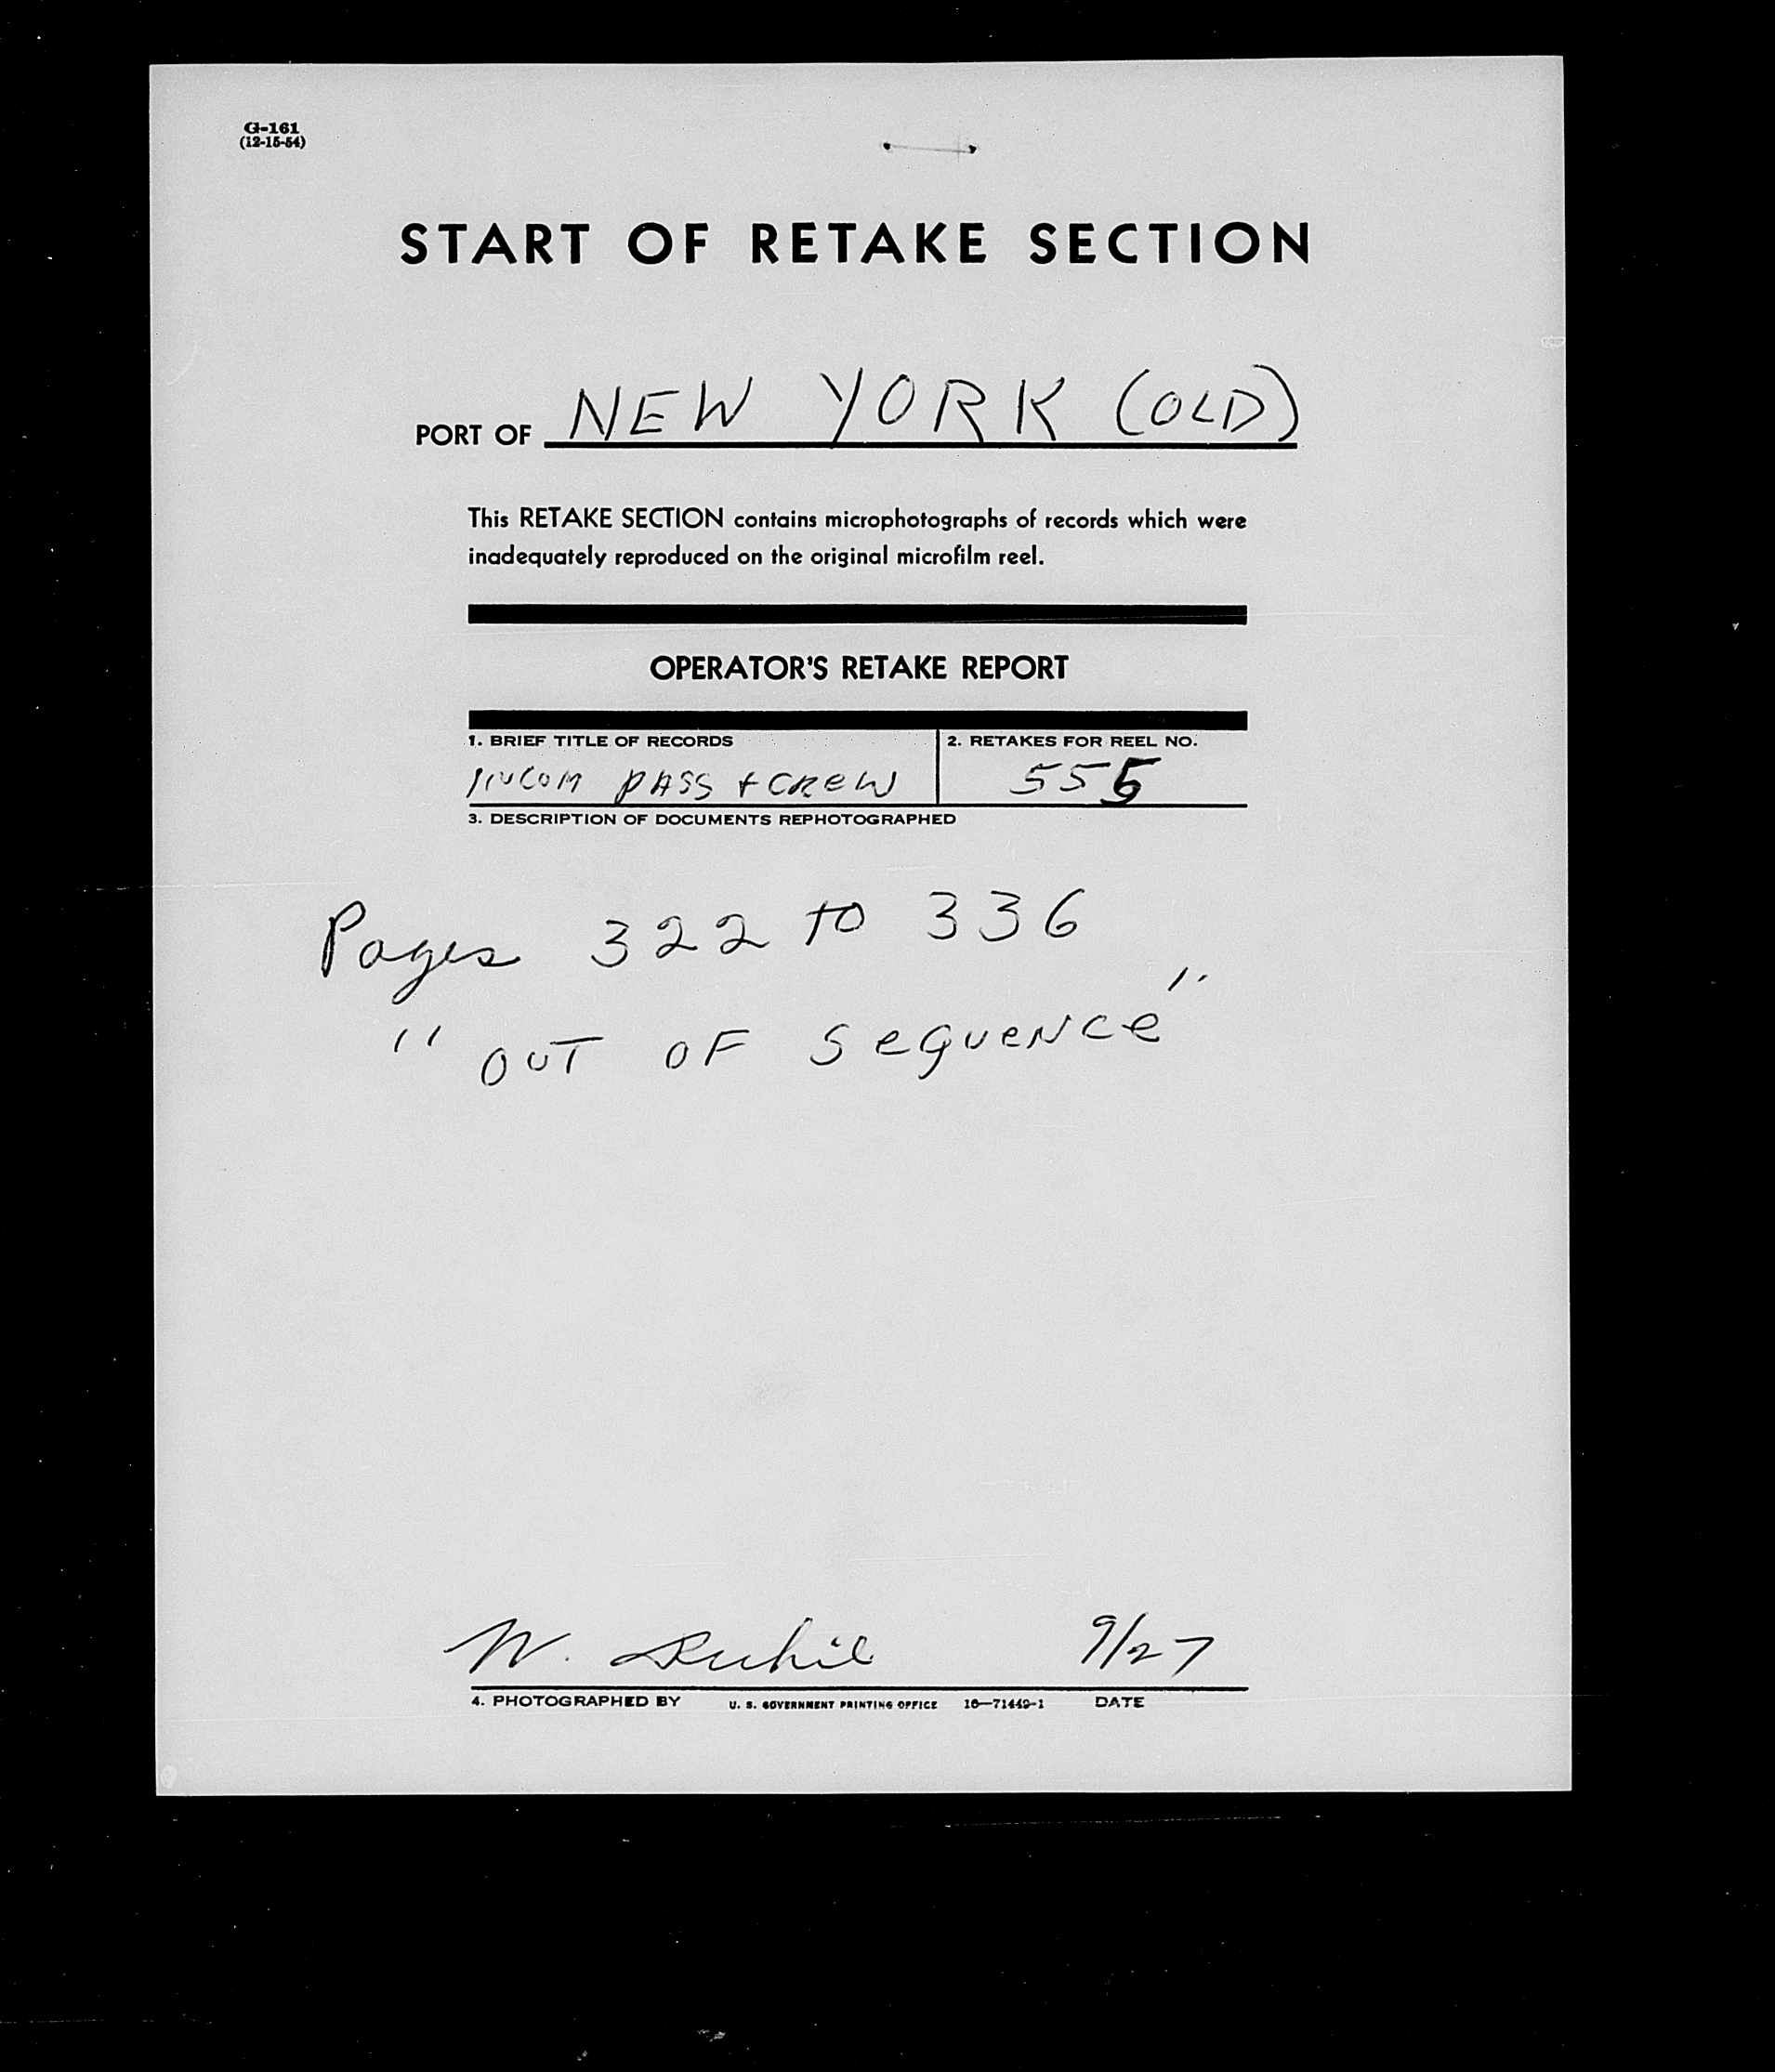 G-161
(12-15-54)
START OF RETAKE SECTION
PORT OF NEW YORK (OLD)
This RETAKE SECTION contains microphotographs of records which were
inadequately reproduced on the original microfilm reel.
OPERATOR'S RETAKE REPORT
1. BRIEF TITLE OF RECORDS 2. RETAKES FOR REEL NO.
INCOM PASS + CREW 555
3. DESCRIPTION OF DOCUMENTS REPHOTOGRAPHED
Pages 322 to 336
"OUT OF SeQUENCe"
W. 9/27
4. PHOTOGRAPHED BY U. S. GOVERNMENT PRINTING OFFICE 16—71449-1 DATE